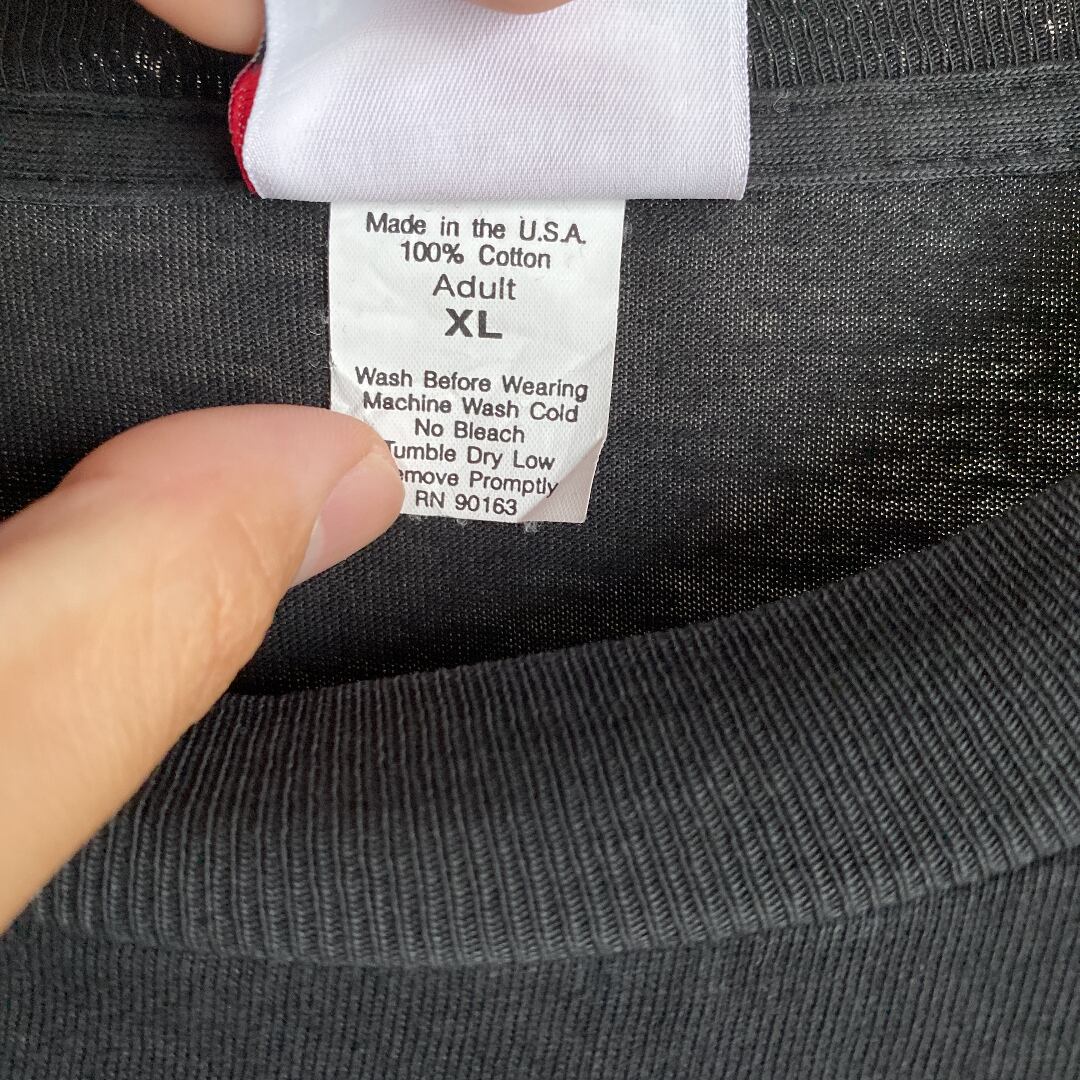 Made in the U.S.A.
100% Cotton
Adult
XL
Wash Before Wearing
Machine Wash Cold
No Bleach
Tumble Dry Low
emove Promptly
RN 90163